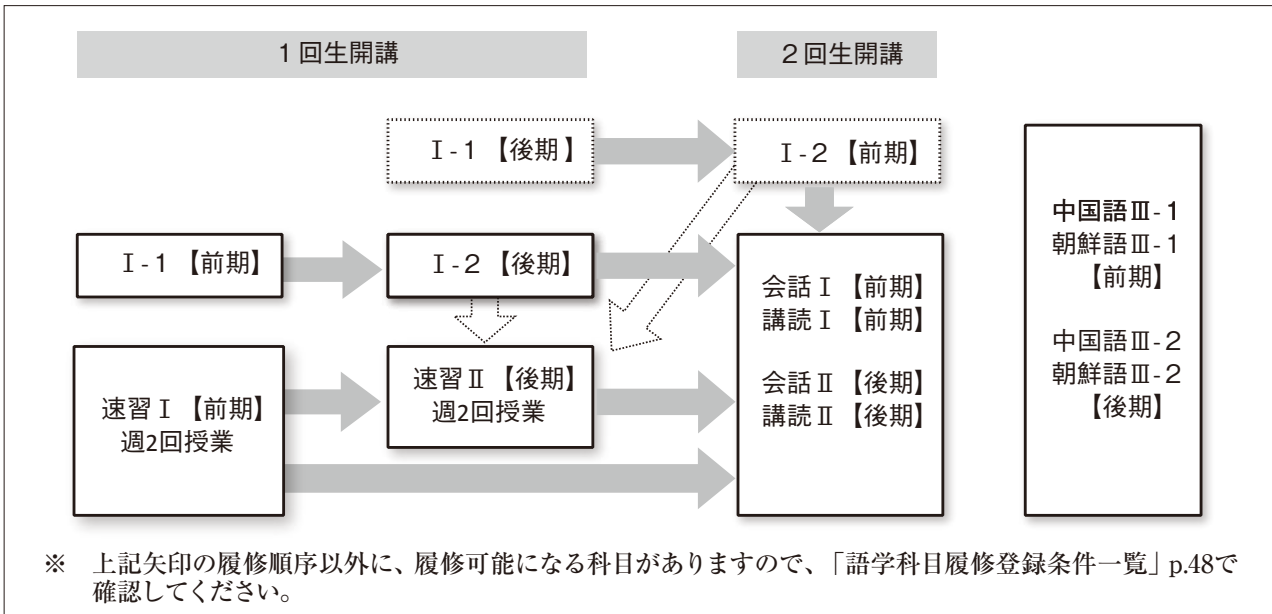 1回生開講
2回生開講
Ⅰ-1【後期】
Ⅰ-2【前期】
Ⅰ-1【前期】
Ⅰ-2【後期】
速習Ⅰ【前期】
週2回授業
速習Ⅱ【後期】
週2回授業
会話Ⅰ【前期】
講読Ⅰ【前期】
会話Ⅱ【後期】
講読Ⅱ【後期】
中国語Ⅲ-1
朝鮮語Ⅲ-1
【前期】
中国語Ⅲ-2
朝鮮語Ⅲ-2
【後期】
※ 上記矢印の履修順序以外に、履修可能になる科目がありますので、「語学科目履修登録条件一覧」p.48で
確認してください。